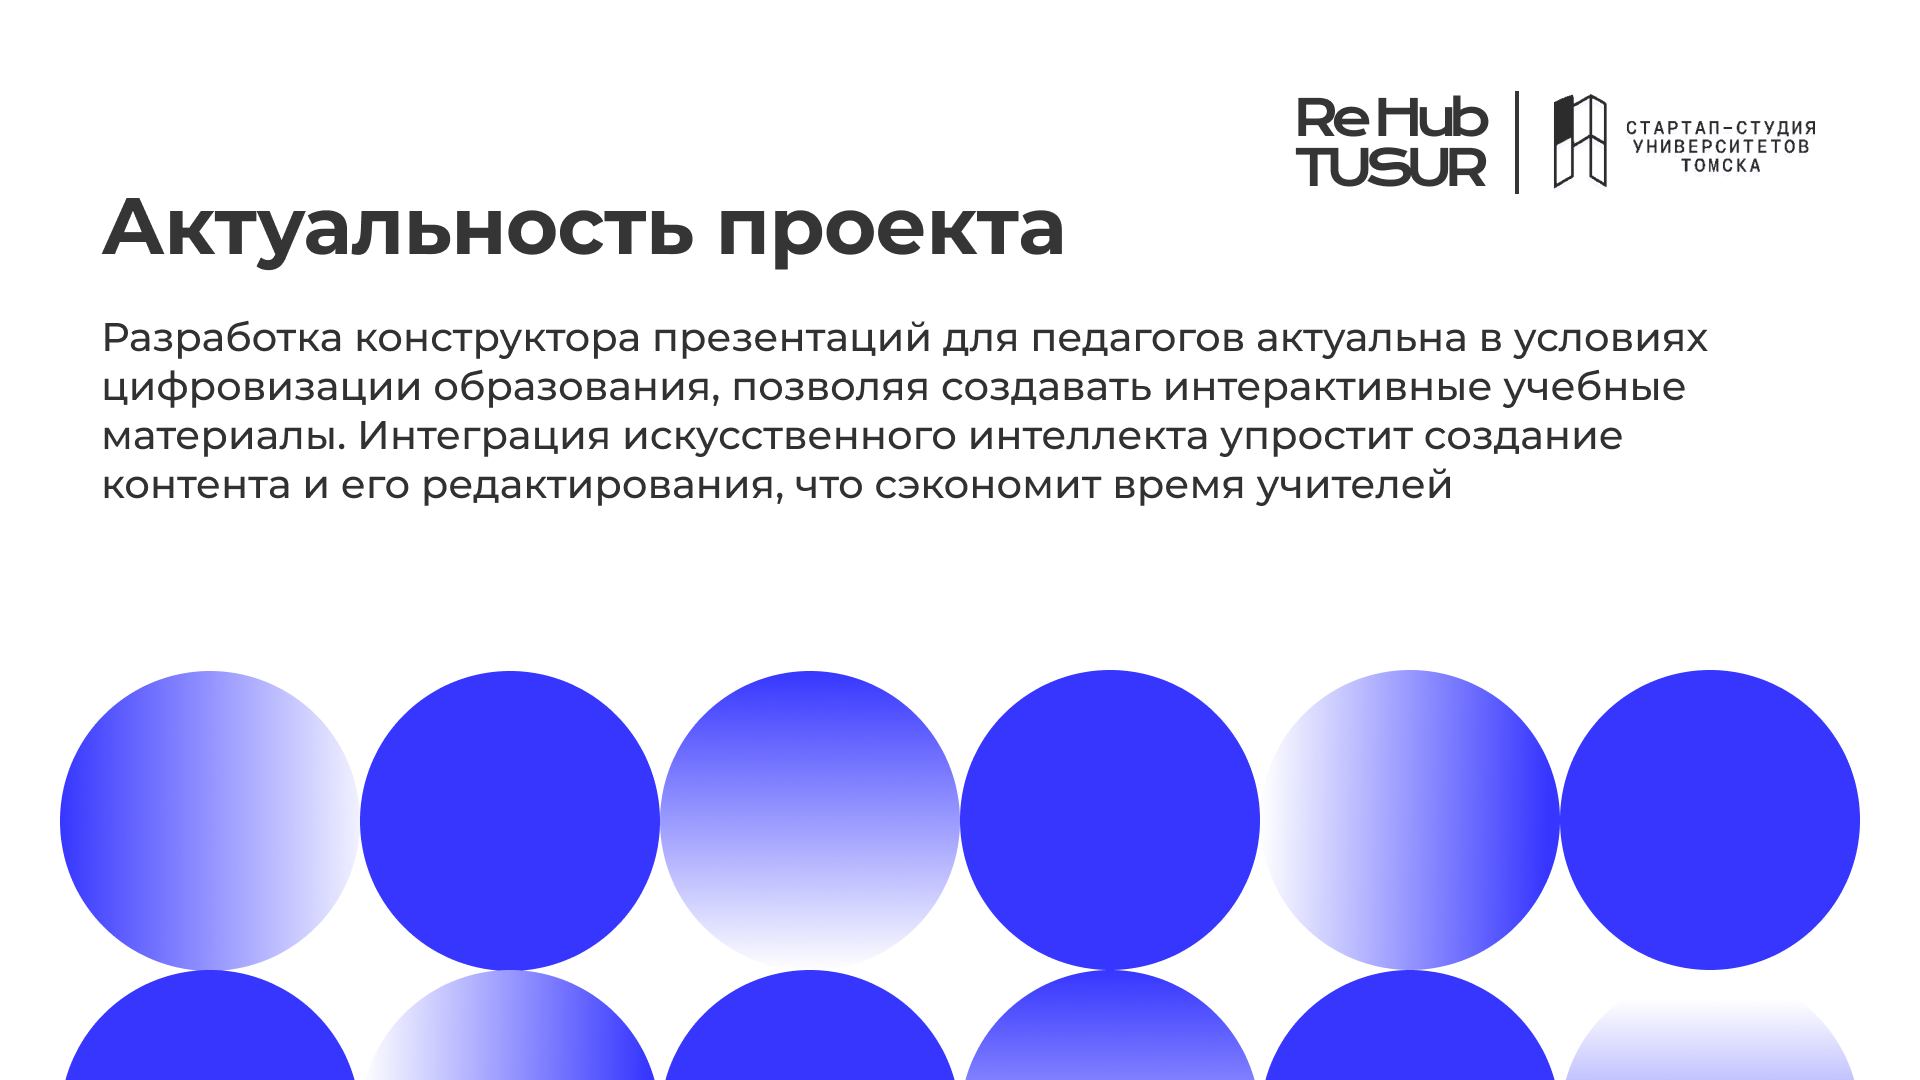 Re Hub
TUSUR
СТАРТАП-СТУДИЯ
УНИВЕРСИТЕТОВ
ТОМСКА
Актуальность проекта
Разработка конструктора презентаций для педагогов актуальна в условиях
цифровизации образования, позволяя создавать интерактивные учебные
материалы. Интеграция искусственного интеллекта упростит создание
контента и его редактирования, что сэкономит время учителей